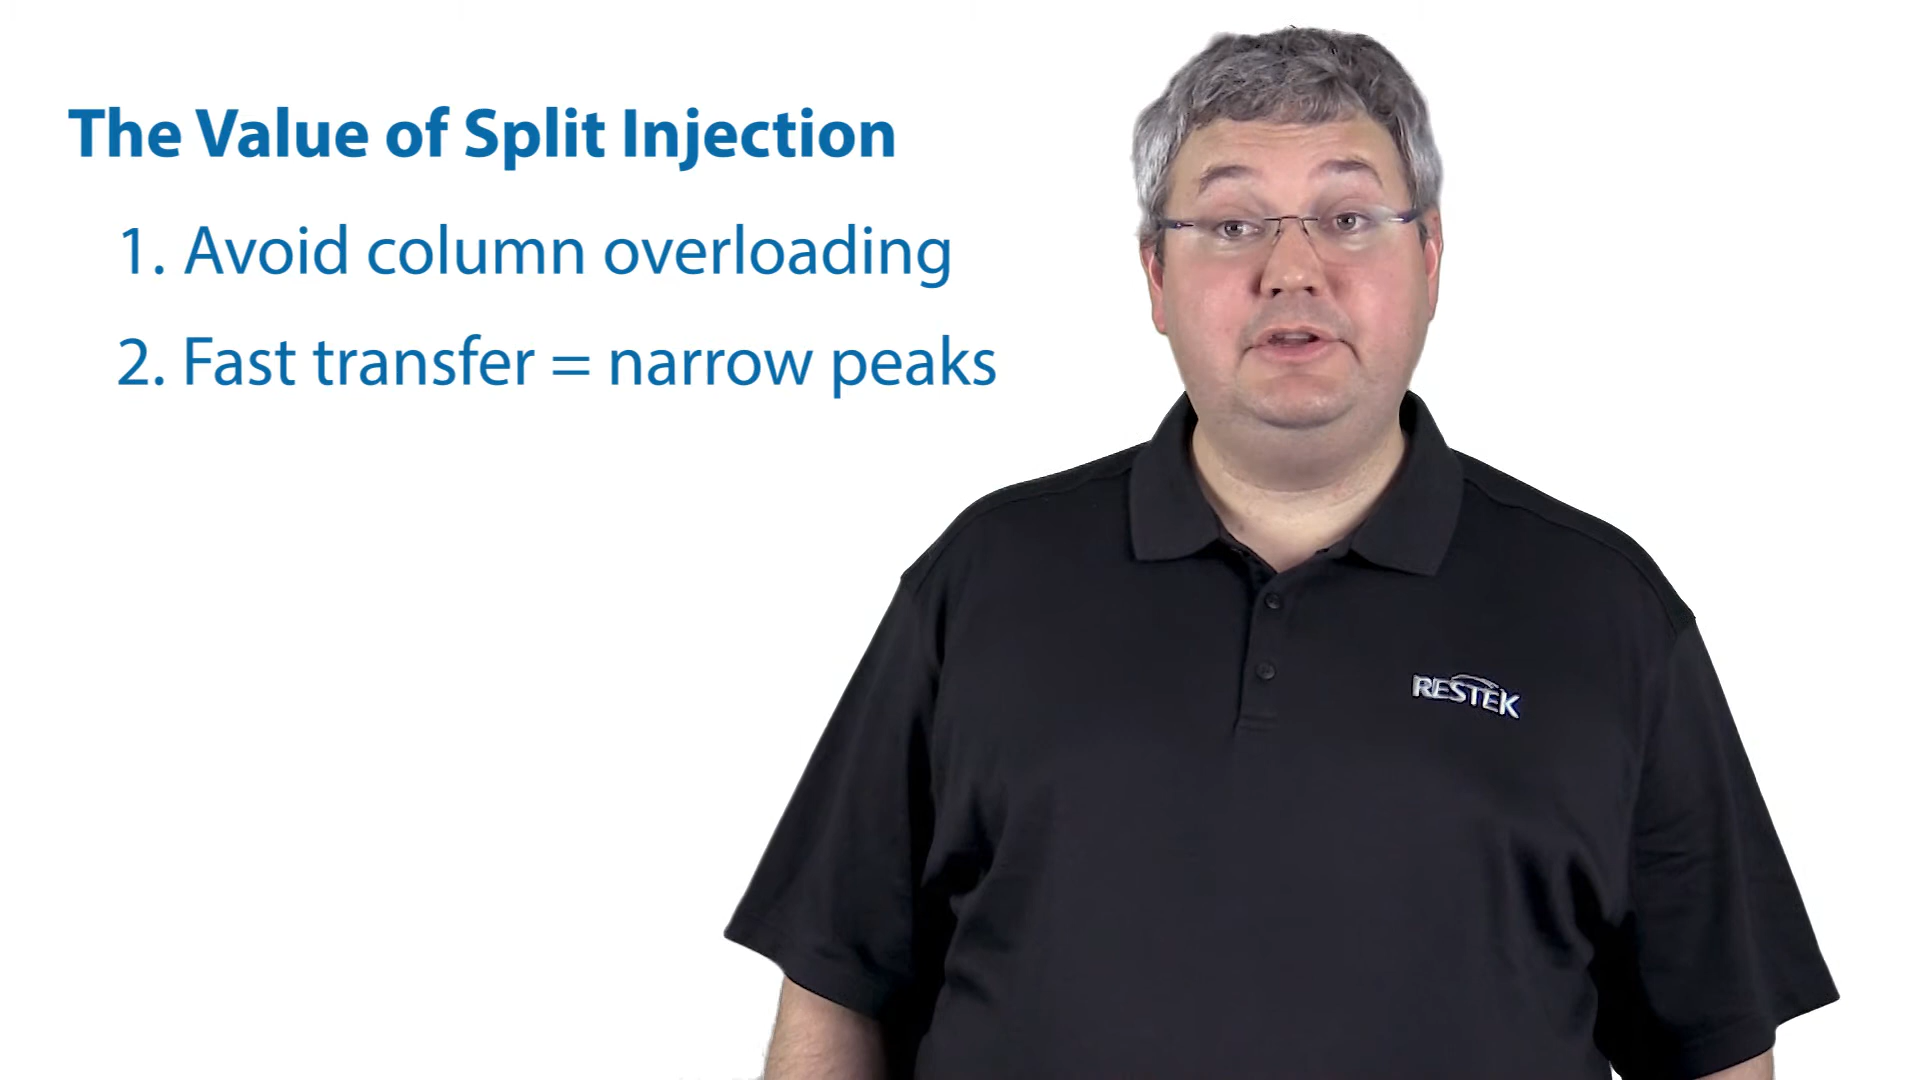 The Value of Split Injection
1. Avoid column overloading
2. Fast transfer = narrow peaks
RESTEK